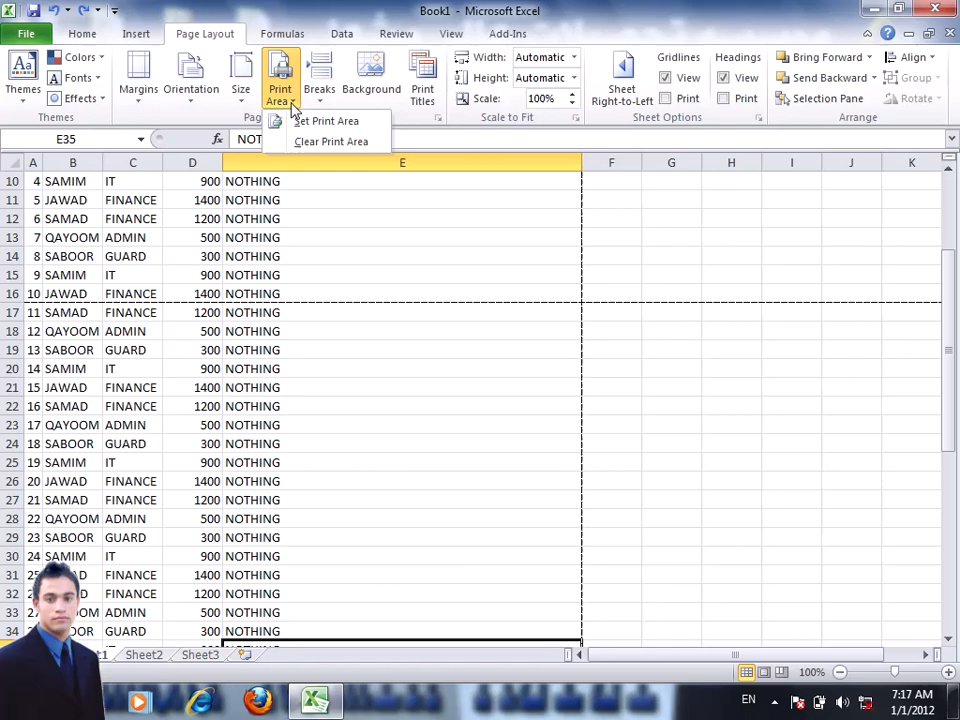 Book1 - Microsoft Excel
File Home Insert Page Layout Formulas Data Review View Add-Ins
Themes Colors Fonts Effects Themes
Margins Orientation Size Print Area Breaks Background Print Titles
Width: Automatic Height: Automatic Scale: 100% Scale to Fit
Gridlines View Print Headings View Print Sheet Options
Sheet Right-to-Left
Bring Forward Send Backward Selection Pane Align Group Rotate Arrange
Set Print Area
Clear Print Area
E35 fx
A B C D E F G H I J K
10 4 SAMIM IT 900 NOTHING
11 5 JAWAD FINANCE 1400 NOTHING
12 6 SAMAD FINANCE 1200 NOTHING
13 7 QAYOOM ADMIN 500 NOTHING
14 8 SABOOR GUARD 300 NOTHING
15 9 SAMIM IT 900 NOTHING
16 10 JAWAD FINANCE 1400 NOTHING
17 11 SAMAD FINANCE 1200 NOTHING
18 12 QAYOOM ADMIN 500 NOTHING
19 13 SABOOR GUARD 300 NOTHING
20 14 SAMIM IT 900 NOTHING
21 15 JAWAD FINANCE 1400 NOTHING
22 16 SAMAD FINANCE 1200 NOTHING
23 17 QAYOOM ADMIN 500 NOTHING
24 18 SABOOR GUARD 300 NOTHING
25 19 SAMIM IT 900 NOTHING
26 20 JAWAD FINANCE 1400 NOTHING
27 21 SAMAD FINANCE 1200 NOTHING
28 22 QAYOOM ADMIN 500 NOTHING
29 23 SABOOR GUARD 300 NOTHING
30 24 SAMIM IT 900 NOTHING
31 FINANCE 1400 NOTHING
32 FINANCE 1200 NOTHING
33 ADMIN 500 NOTHING
34 GUARD 300 NOTHING
Sheet2 Sheet3
100%
EN 7:17 AM
1/1/2012